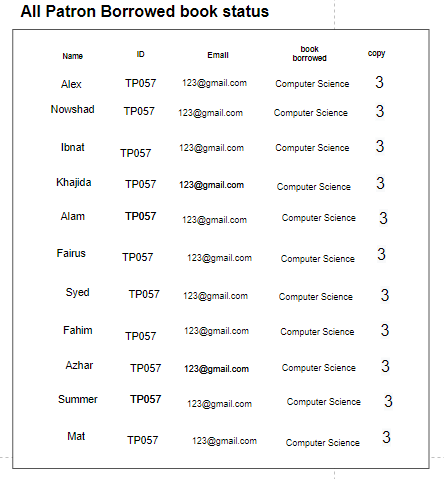 All Patron Borrowed book status
Name ID Email book borrowed copy
Alex TP057 123@gmail.com Computer Science 3
Nowshad TP057 123@gmail.com Computer Science 3
Ibnat TP057 123@gmail.com Computer Science 3
Khajida TP057 123@gmail.com Computer Science 3
Alam TP057 123@gmail.com Computer Science 3
Fairus TP057 123@gmail.com Computer Science 3
Syed TP057 123@gmail.com Computer Science 3
Fahim TP057 123@gmail.com Computer Science 3
Azhar TP057 123@gmail.com Computer Science 3
Summer TP057 123@gmail.com Computer Science 3
Mat TP057 123@gmail.com Computer Science 3